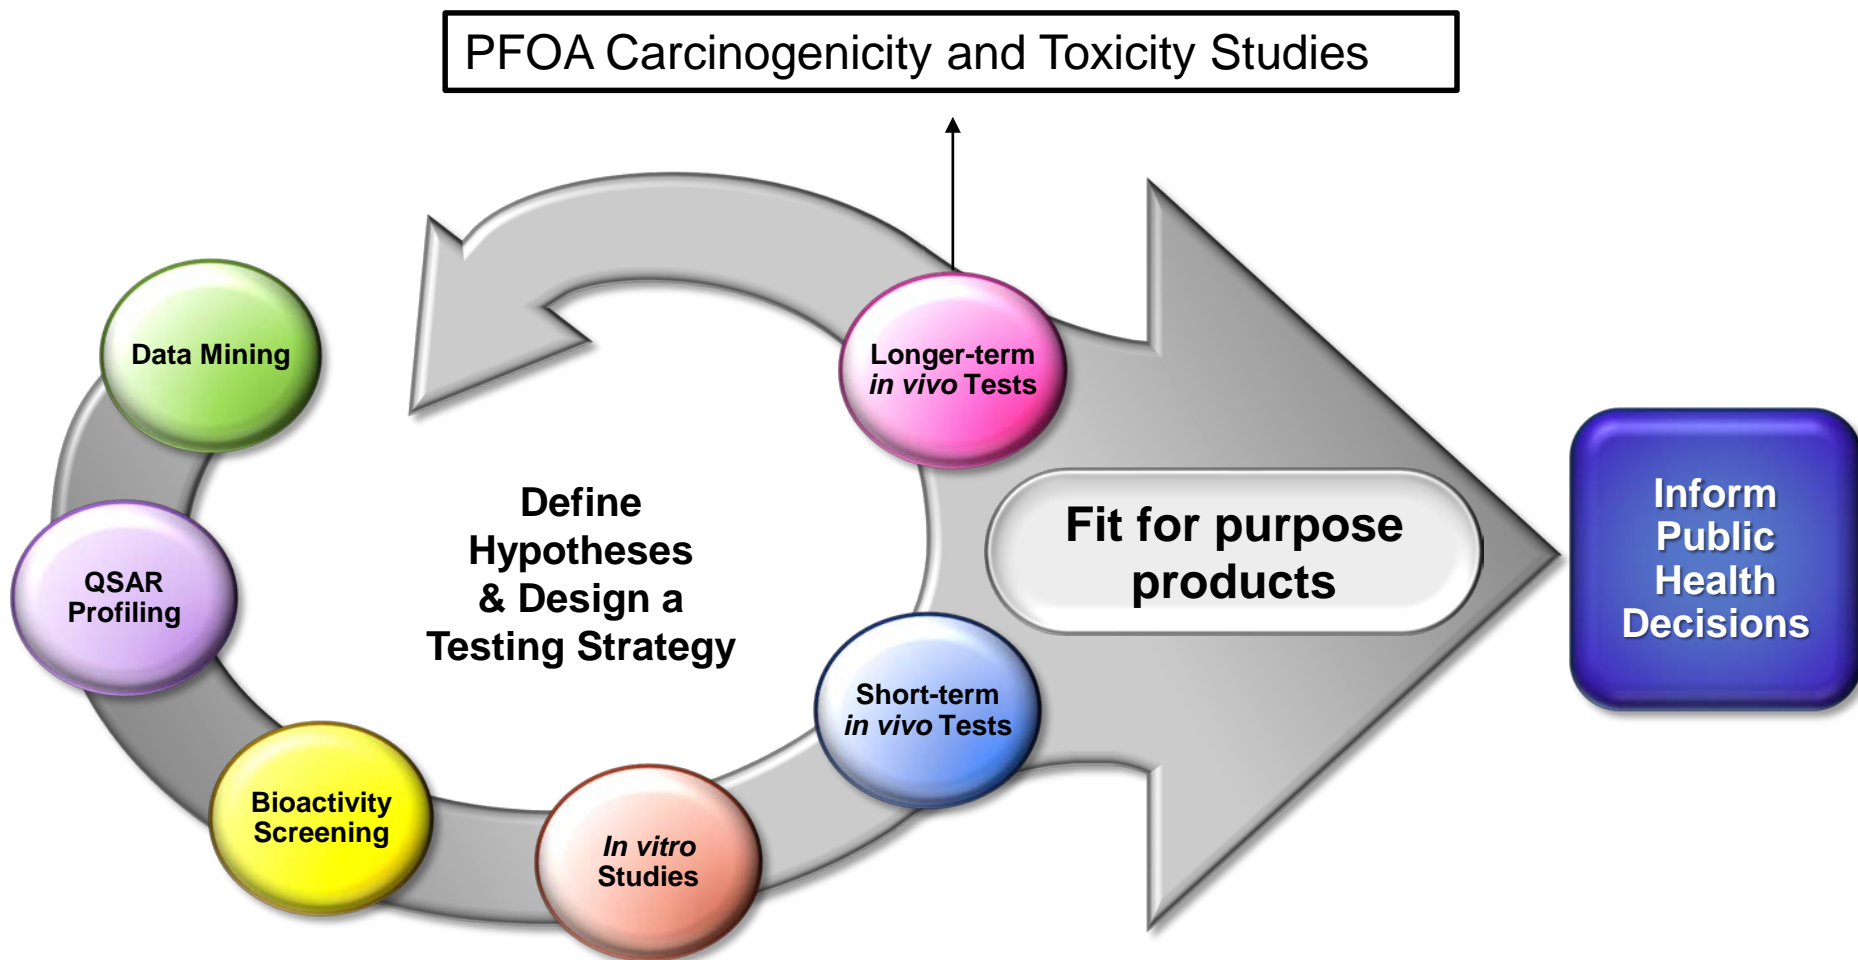 PFOA Carcinogenicity and Toxicity Studies
Data Mining
QSAR
Profiling
Bioactivity
Screening
In vitro
Studies
Short-term
in vivo Tests
Longer-term
in vivo Tests
Define
Hypotheses
& Design a
Testing Strategy
Fit for purpose
products
Inform
Public
Health
Decisions